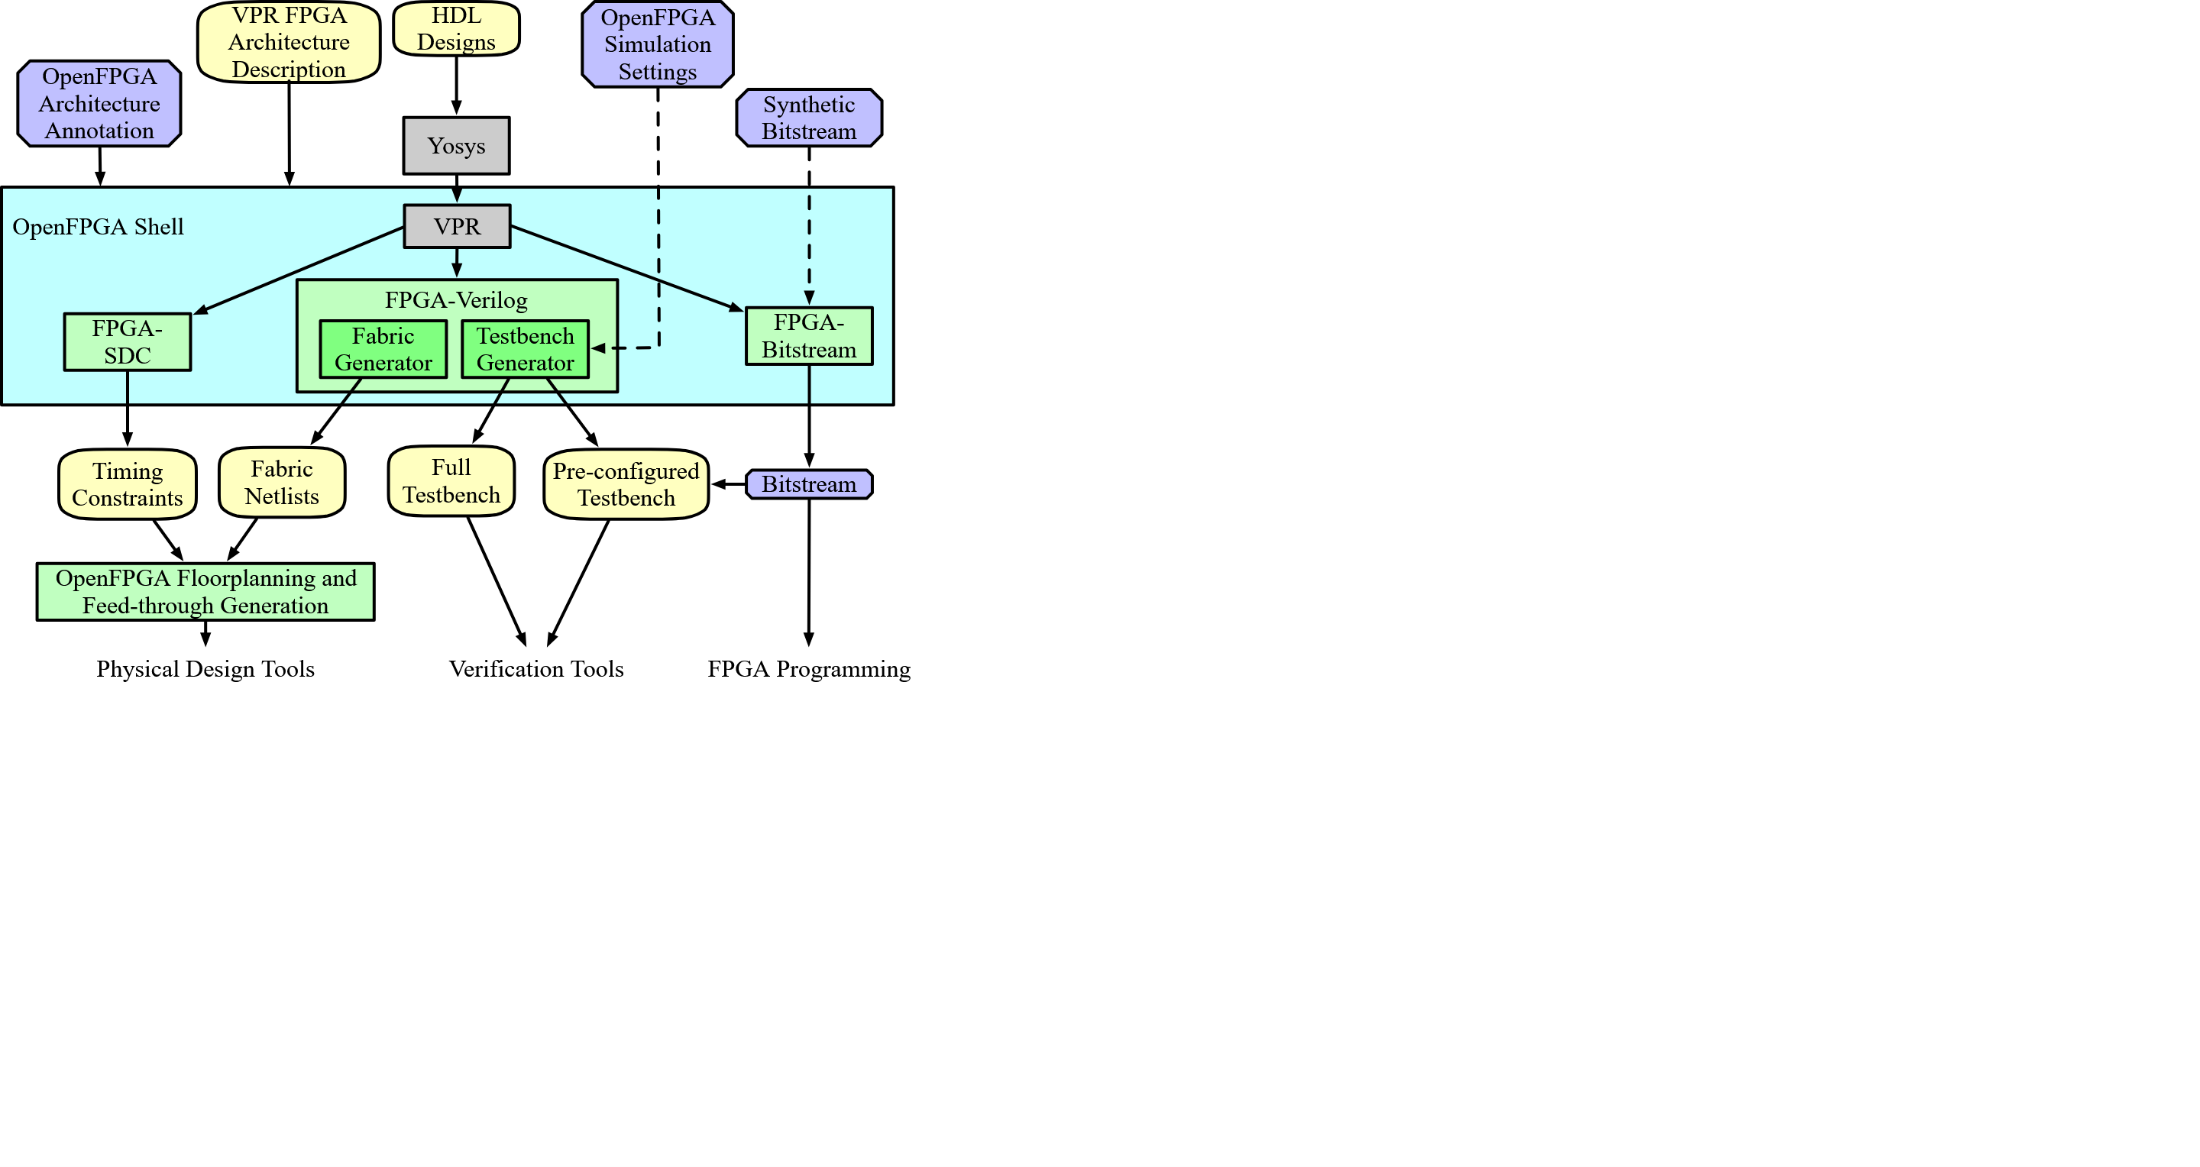 VPR FPGA
Architecture
Description
HDL
Designs
OpenFPGA
Simulation
Settings
OpenFPGA
Architecture
Annotation
Synthetic
Bitstream
Yosys
OpenFPGA Shell
VPR
FPGA-Verilog
FPGA-
SDC
Fabric
Generator
Testbench
Generator
FPGA-
Bitstream
Timing
Constraints
Fabric
Netlists
Full
Testbench
Pre-configured
Testbench
Bitstream
OpenFPGA Floorplanning and
Feed-through Generation
Physical Design Tools
Verification Tools
FPGA Programming